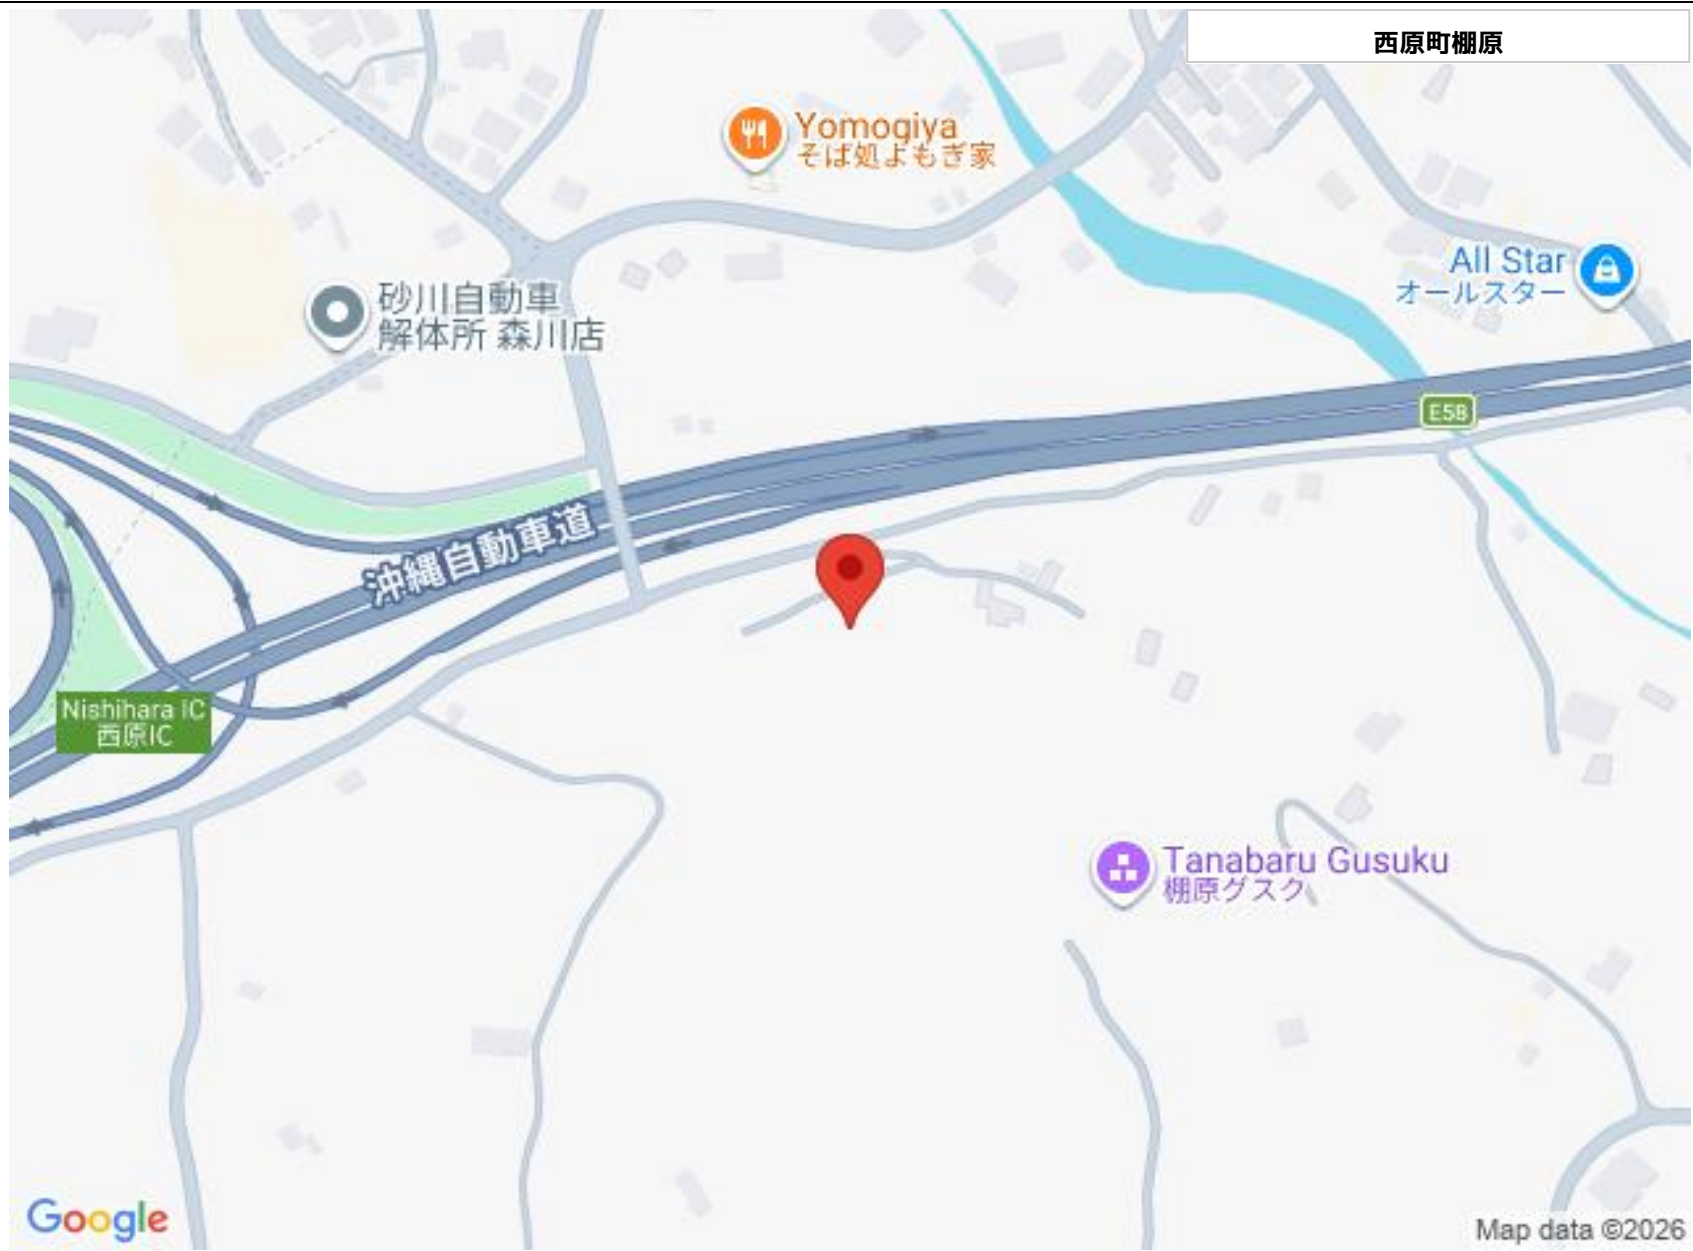 西原町棚原
Yomogiya
そば処よもぎ家
All Star
オールスター
砂川自動車
解体所 森川店
E58
沖縄自動車道
Nishihara IC
西原IC
Tanabaru Gusuku
棚原グスク
Google
Map data ©2026